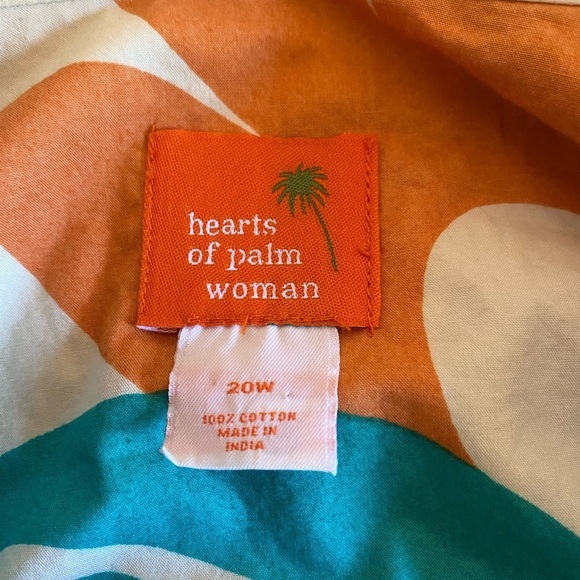 hearts
of palm
woman
20W
100% COTTON
MADE IN
INDIA